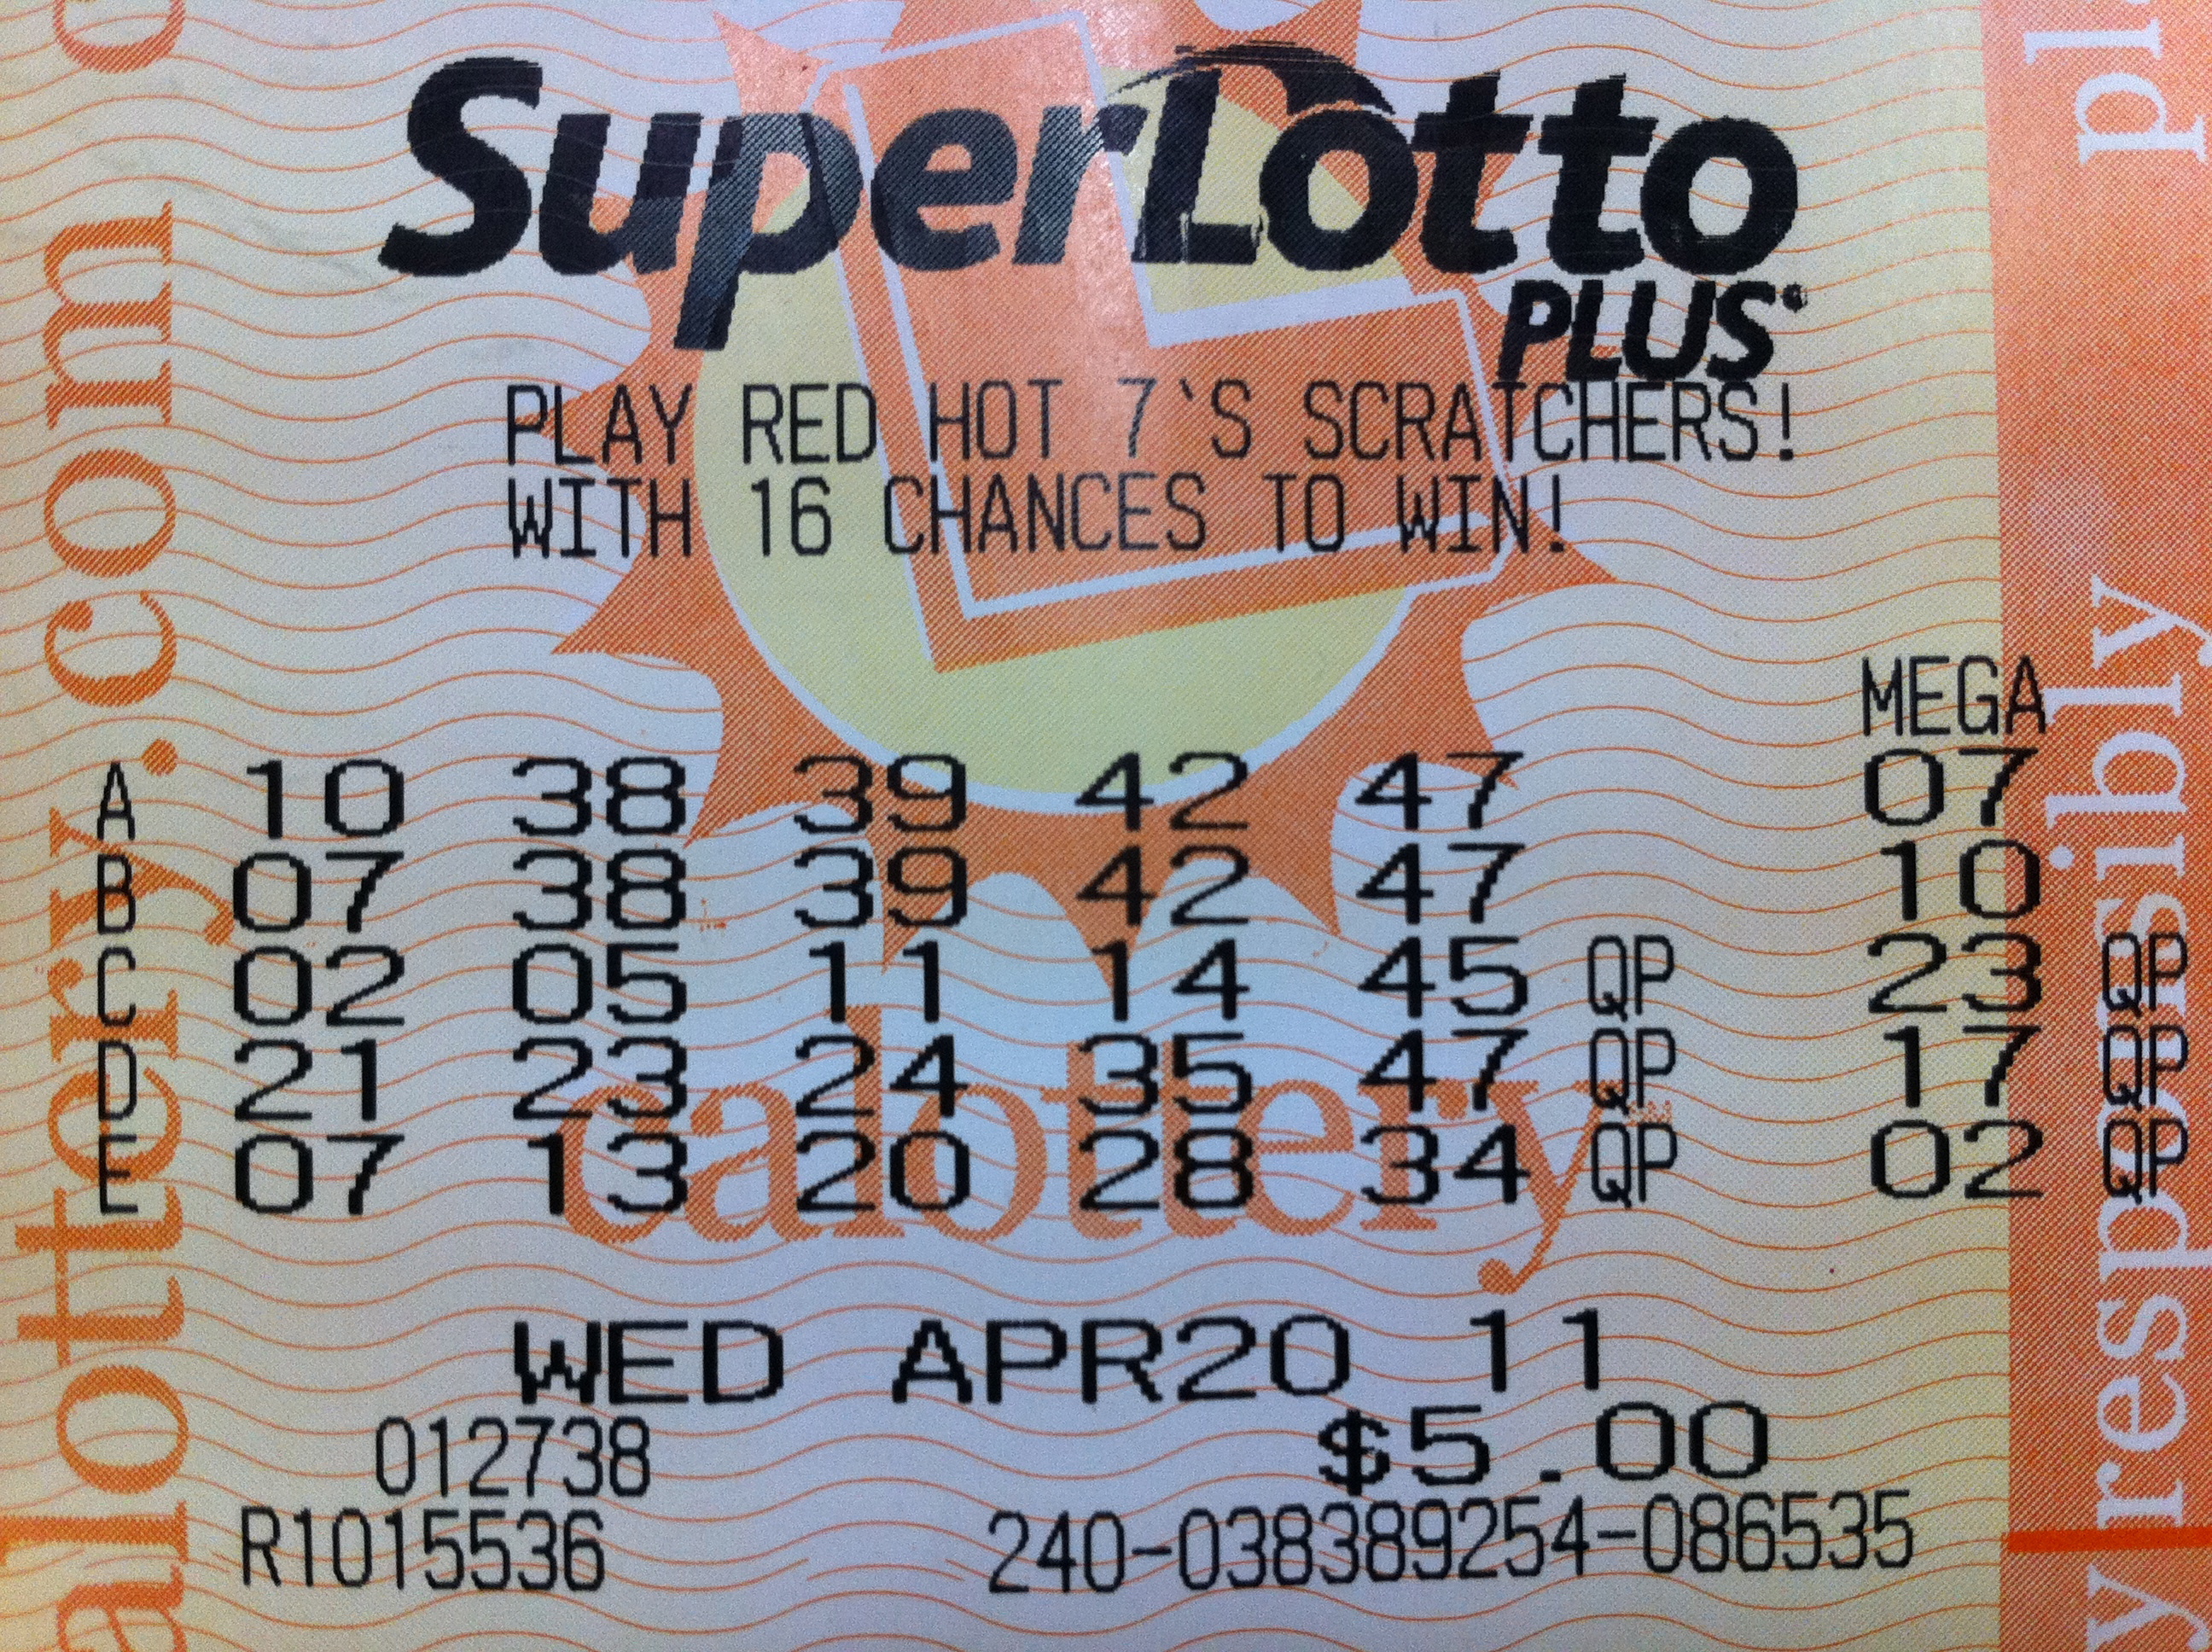 SuperLotto
PLUS®
PLAY RED HOT 7'S SCRATCHERS!
WITH 16 CHANCES TO WIN!
MEGA
A 10 38 39 42 47 07
B 07 38 39 42 47 10
C 02 05 11 14 45 QP 23 QP
D 21 23 24 35 47 QP 17 QP
E 07 13 20 28 34 QP 02 QP
calottery
WED APR20 11
012738 $5.00
R1015536 240-038389254-086535
alottery.com
responsibly